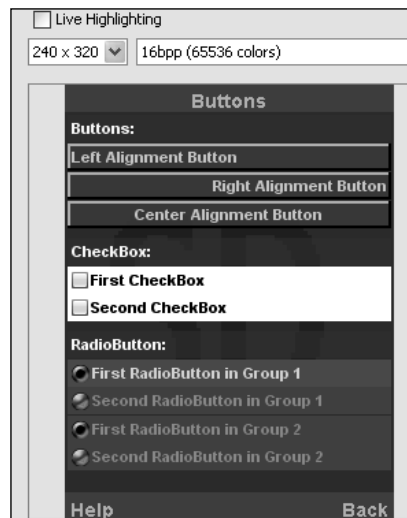 Live Highlighting
240 x 320 16bpp (65536 colors)
Buttons
Buttons:
Left Alignment Button
Right Alignment Button
Center Alignment Button
CheckBox:
First CheckBox
Second CheckBox
RadioButton:
First RadioButton in Group 1
Second RadioButton in Group 1
First RadioButton in Group 2
Second RadioButton in Group 2
Help Back